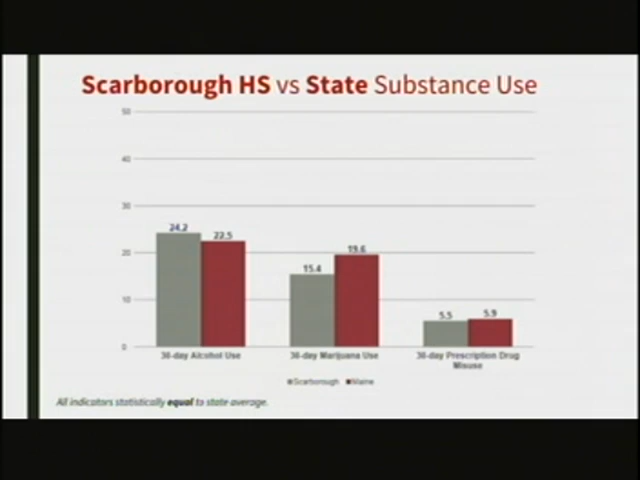 Scarborough HS vs State Substance Use
50
40
30
20
10
0
24.2
22.5
15.4
19.6
5.5
5.9
30-day Alcohol Use
30-day Marijuana Use
30-day Prescription Drug
Misuse
Scarborough Maine
All indicators statistically equal to state average.